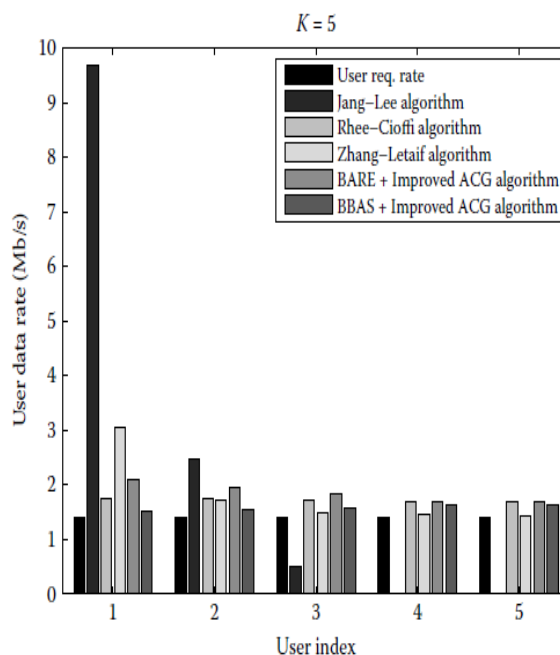 K = 5
10
9
8
7
6
5
4
3
2
1
0
User data rate (Mb/s)
User req. rate
Jang–Lee algorithm
Rhee–Cioffi algorithm
Zhang–Letaif algorithm
BARE + Improved ACG algorithm
BBAS + Improved ACG algorithm
1 2 3 4 5
User index